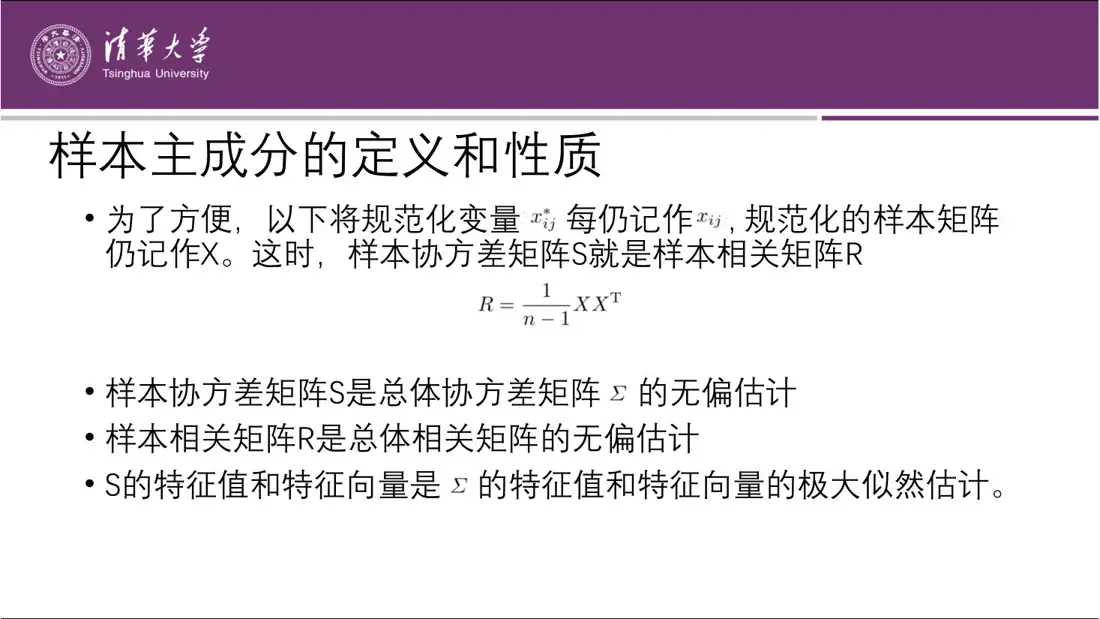 清华大学
Tsinghua University
样本主成分的定义和性质
• 为了方便，以下将规范化变量 x*ij 每仍记作 xij , 规范化的样本矩阵
仍记作X。这时，样本协方差矩阵S就是样本相关矩阵R
R = 1/(n − 1) XX^T
• 样本协方差矩阵S是总体协方差矩阵 Σ 的无偏估计
• 样本相关矩阵R是总体相关矩阵的无偏估计
• S的特征值和特征向量是 Σ 的特征值和特征向量的极大似然估计。